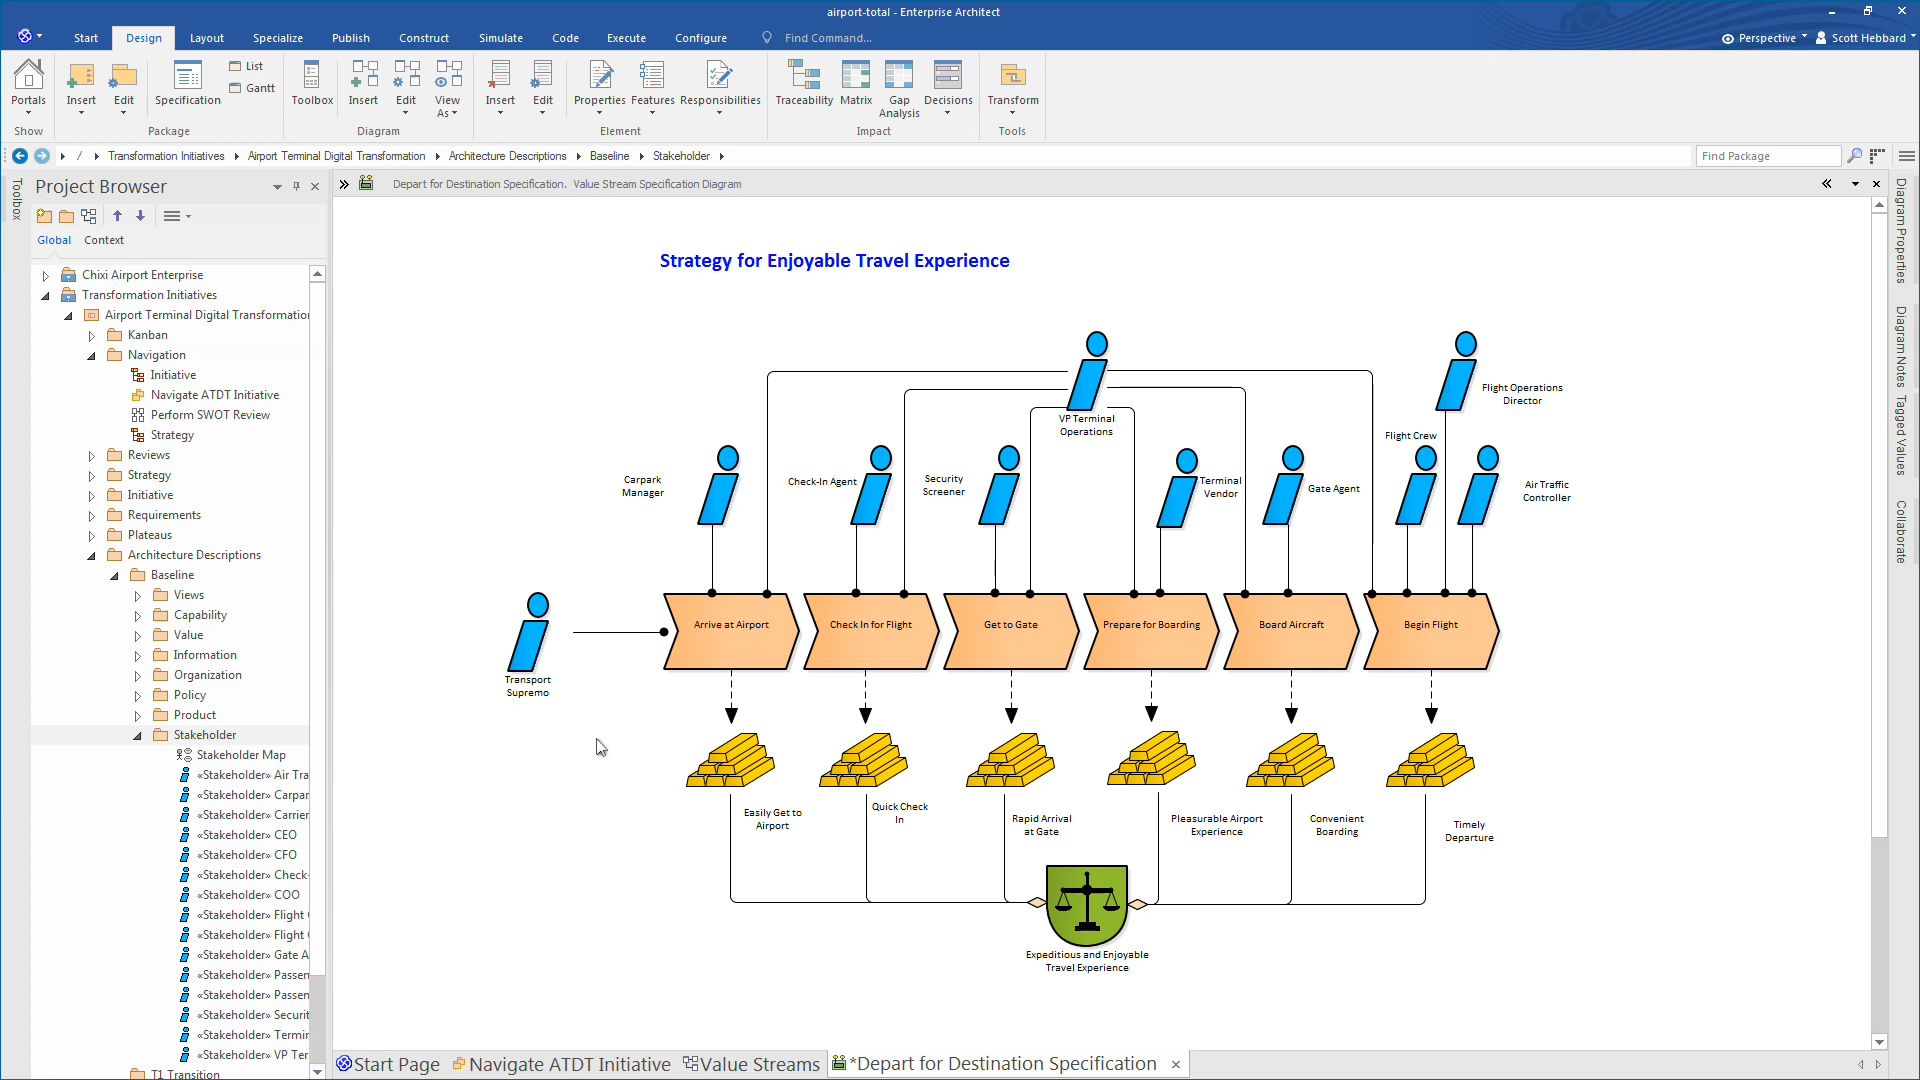 airport-total - Enterprise Architect
Start
Design
Layout
Specialize
Publish
Construct
Simulate
Code
Execute
Configure
Find Command...
Perspective
Scott Hebbard
Portals
Insert
Edit
Specification
List
Gantt
Toolbox
Insert
Edit
View As
Insert
Edit
Properties
Features
Responsibilities
Traceability
Matrix
Gap Analysis
Decisions
Transform
Show
Package
Diagram
Element
Impact
Tools
/ Transformation Initiatives Airport Terminal Digital Transformation Architecture Descriptions Baseline Stakeholder
Find Package
Toolbox
Project Browser
Global
Context
Chixi Airport Enterprise
Transformation Initiatives
Airport Terminal Digital Transformatio
Kanban
Navigation
Initiative
Navigate ATDT Initiative
Perform SWOT Review
Strategy
Reviews
Strategy
Initiative
Requirements
Plateaus
Architecture Descriptions
Baseline
Views
Capability
Value
Information
Organization
Policy
Product
Stakeholder
Stakeholder Map
«Stakeholder» Air Tra
«Stakeholder» Carpar
«Stakeholder» Carrier
«Stakeholder» CEO
«Stakeholder» CFO
«Stakeholder» Check-
«Stakeholder» COO
«Stakeholder» Flight
«Stakeholder» Flight
«Stakeholder» Gate A
«Stakeholder» Passen
«Stakeholder» Passen
«Stakeholder» Securit
«Stakeholder» Termin
«Stakeholder» VP Ter
T1 Transition
Depart for Destination Specification. Value Stream Specification Diagram
Strategy for Enjoyable Travel Experience
VP Terminal
Operations
Flight Operations
Director
Carpark
Manager
Check-In Agent
Security
Screener
Terminal
Vendor
Gate Agent
Flight Crew
Air Traffic
Controller
Transport
Supremo
Arrive at Airport
Check In for Flight
Get to Gate
Prepare for Boarding
Board Aircraft
Begin Flight
Easily Get to
Airport
Quick Check
In
Rapid Arrival
at Gate
Pleasurable Airport
Experience
Convenient
Boarding
Timely
Departure
Expeditious and Enjoyable
Travel Experience
Start Page
Navigate ATDT Initiative
Value Streams
*Depart for Destination Specification
Diagram Properties
Diagram Notes
Tagged Values
Collaborate